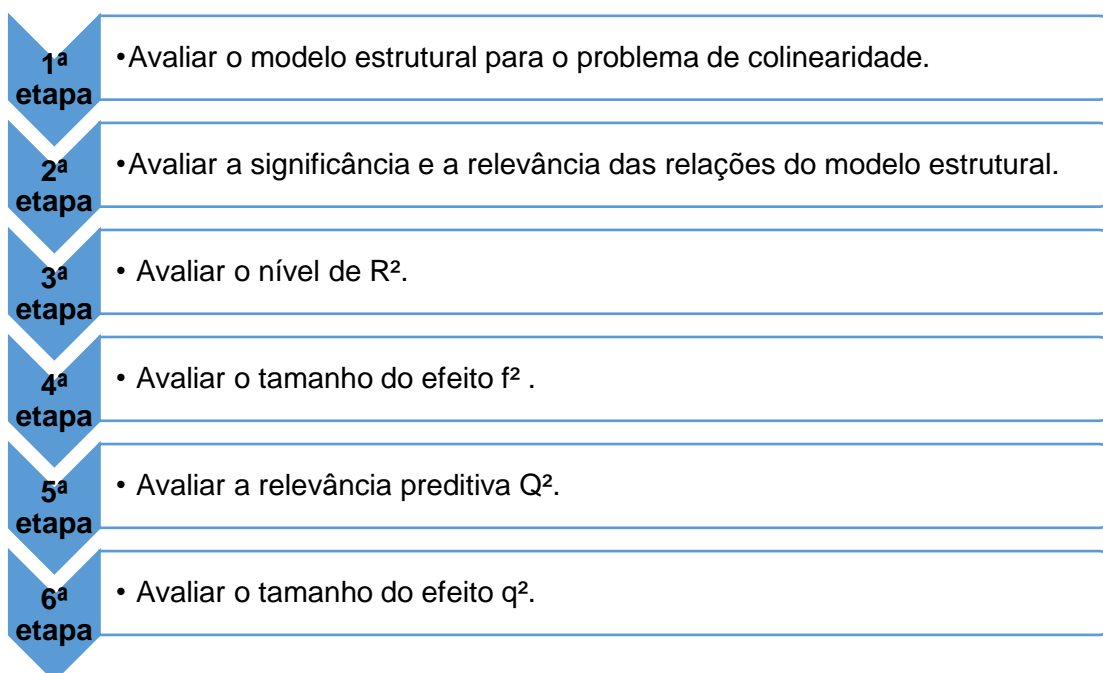 1ª etapa
•Avaliar o modelo estrutural para o problema de colinearidade.
2ª etapa
•Avaliar a significância e a relevância das relações do modelo estrutural.
3ª etapa
• Avaliar o nível de R².
4ª etapa
• Avaliar o tamanho do efeito f² .
5ª etapa
• Avaliar a relevância preditiva Q².
6ª etapa
• Avaliar o tamanho do efeito q².